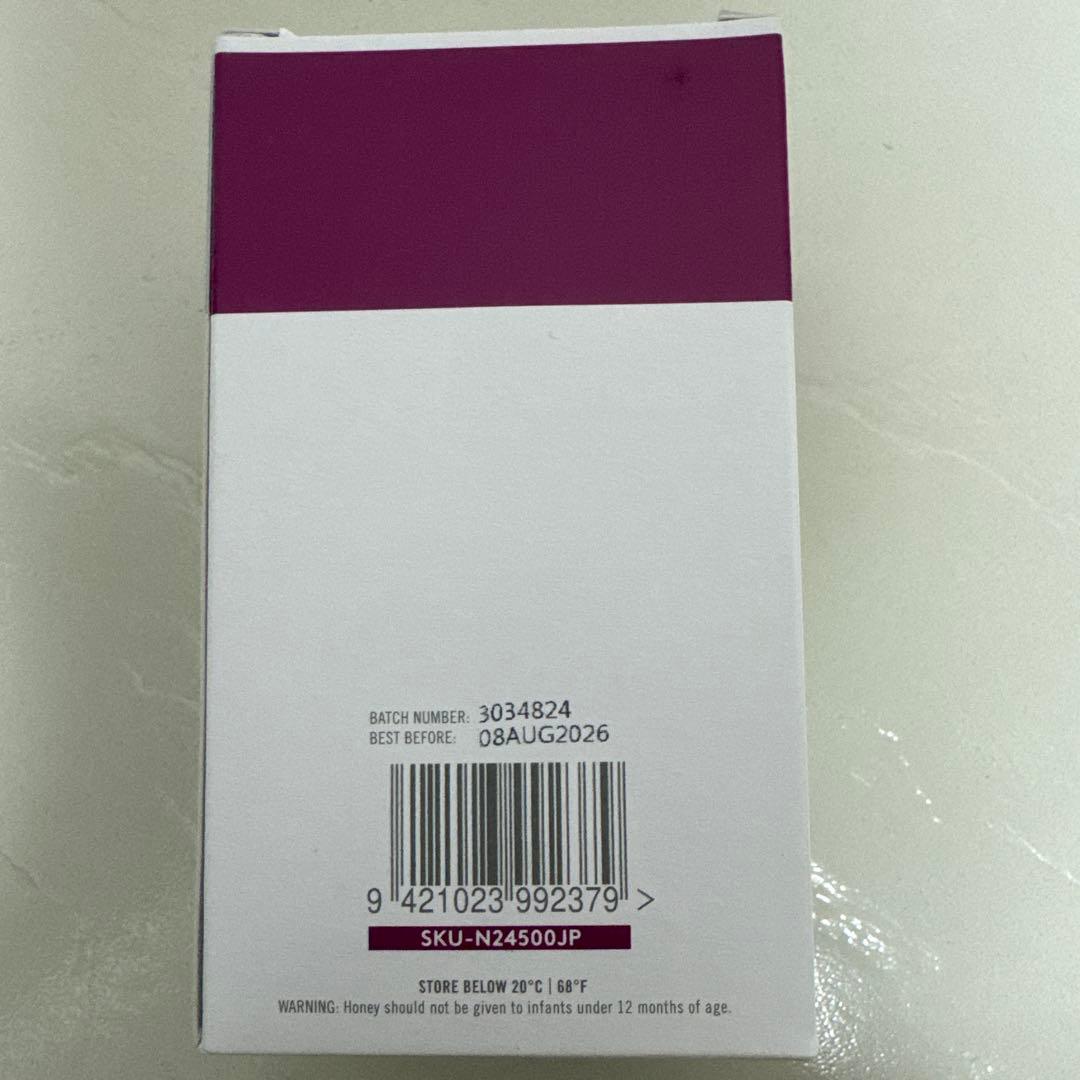 BATCH NUMBER: 3034824
BEST BEFORE: 08AUG2026
9 421023 992379 >
SKU-N24500JP
STORE BELOW 20°C | 68°F
WARNING: Honey should not be given to infants under 12 months of age.